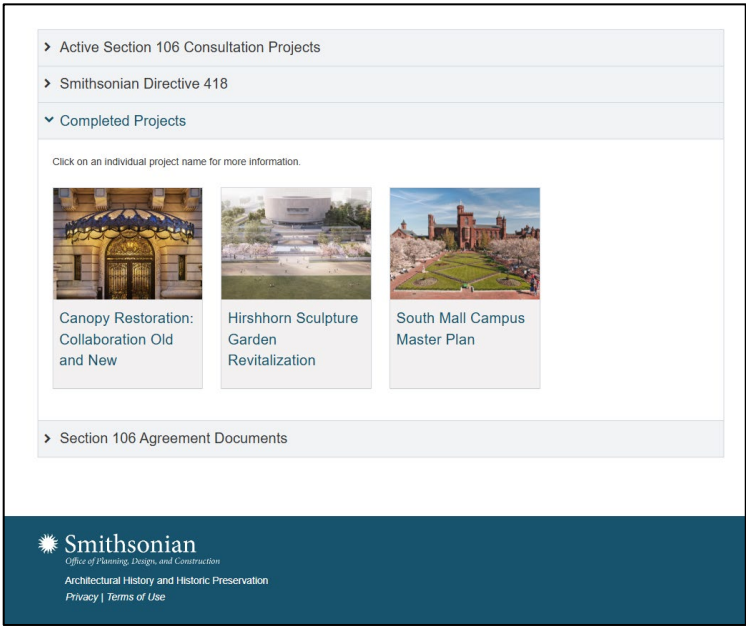 Active Section 106 Consultation Projects
Smithsonian Directive 418
Completed Projects
Click on an individual project name for more information.
Canopy Restoration:
Collaboration Old
and New
Hirshhorn Sculpture
Garden
Revitalization
South Mall Campus
Master Plan
Section 106 Agreement Documents
Smithsonian
Office of Planning, Design, and Construction
Architectural History and Historic Preservation
Privacy | Terms of Use